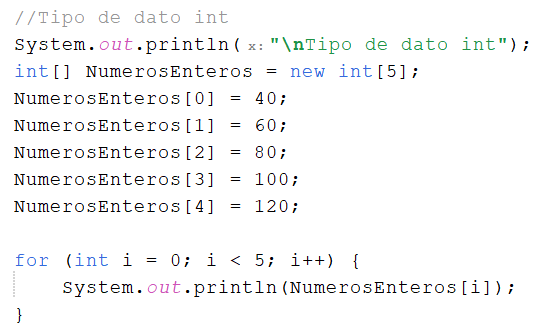 //Tipo de dato int
System.out.println( x: "\nTipo de dato int");
int[] NumerosEnteros = new int[5];
NumerosEnteros[0] = 40;
NumerosEnteros[1] = 60;
NumerosEnteros[2] = 80;
NumerosEnteros[3] = 100;
NumerosEnteros[4] = 120;
for (int i = 0; i < 5; i++) {
System.out.println(NumerosEnteros[i]);
}